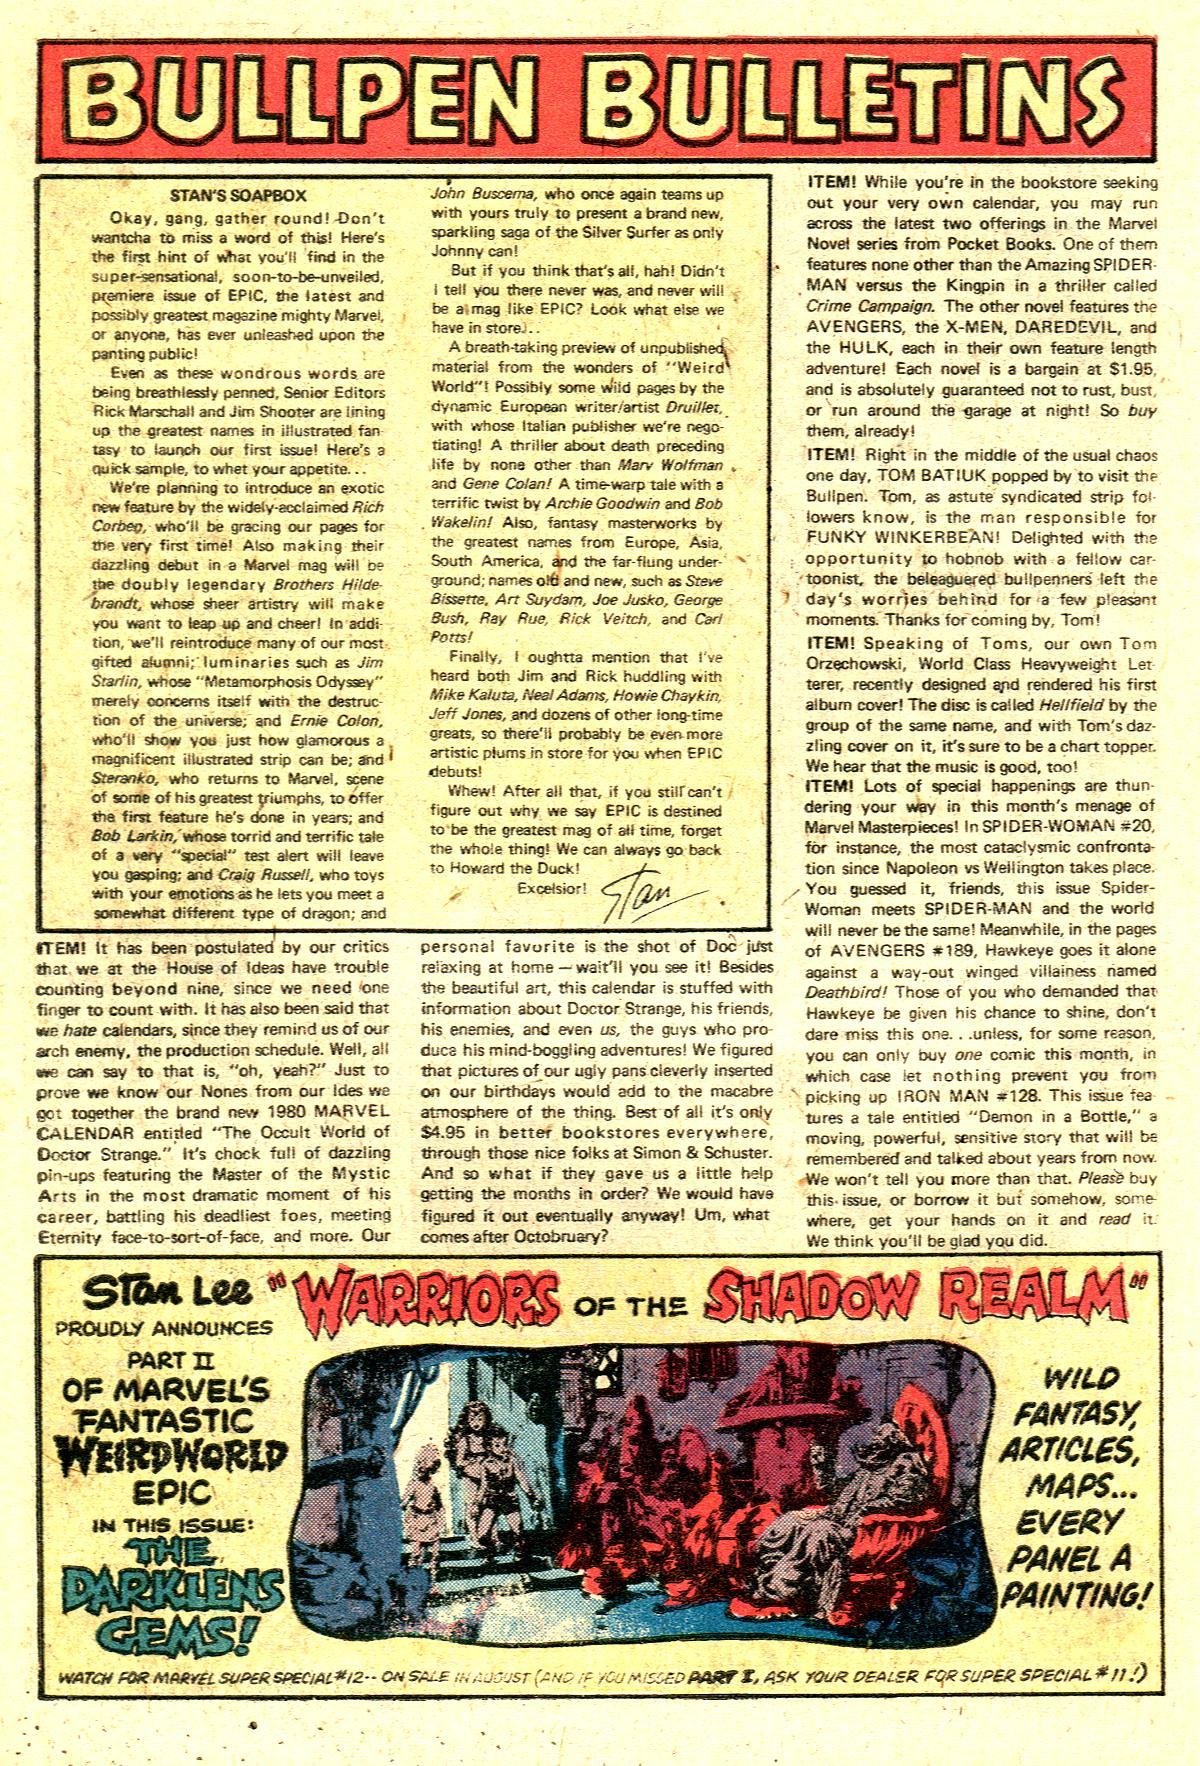 BULLPEN BULLETINS
STAN'S SOAPBOX
Okay, gang, gather round! Don't
wantcha to miss a word of this! Here's
the first hint of what you'll find in the
super-sensational, soon-to-be-unveiled,
premiere issue of EPIC, the latest and
possibly greatest magazine mighty Marvel,
or anyone, has ever unleashed upon the
panting public!
Even as these wondrous words are
being breathlessly penned, Senior Editors
Rick Marschall and Jim Shooter are lining
up the greatest names in illustrated fan-
tasy to launch our first issue! Here's a
quick sample, to whet your appetite...
We're planning to introduce an exotic
new feature by the widely-acclaimed Rich
Corben, who'll be gracing our pages for
the very first time! Also making their
dazzling debut in a Marvel mag will be
the doubly legendary Brothers Hilde-
brandt, whose sheer artistry will make
you want to leap up and cheer! In addi-
tion, we'll reintroduce many of our most
gifted alumni; luminaries such as Jim
Starlin, whose "Metamorphosis Odyssey"
merely concerns itself with the destruc-
tion of the universe; and Ernie Colon,
who'll show you just how glamorous a
magnificent illustrated strip can be; and
Steranko, who returns to Marvel, scene
of some of his greatest triumphs, to offer
the first feature he's done in years; and
Bob Larkin, whose torrid and terrific tale
of a very "special" test alert will leave
you gasping; and Craig Russell, who toys
with your emotions as he lets you meet a
somewhat different type of dragon; and
John Buscema, who once again teams up
with yours truly to present a brand new,
sparkling saga of the Silver Surfer as only
Johnny can!
But if you think that's all, hah! Didn't
I tell you there never was, and never will
be a mag like EPIC? Look what else we
have in store...
A breath-taking preview of unpublished
material from the wonders of "Weird
World"! Possibly some wild pages by the
dynamic European writer/artist Druillet,
with whose Italian publisher we're nego-
tiating! A thriller about death preceding
life by none other than Marv Wolfman
and Gene Colan! A time-warp tale with a
terrific twist by Archie Goodwin and Bob
Wakelin! Also, fantasy masterworks by
the greatest names from Europe, Asia,
South America, and the far-flung under-
ground; names old and new, such as Steve
Bissette, Art Suydam, Joe Jusko, George
Bush, Ray Rue, Rick Veitch, and Carl
Potts!
Finally, I oughtta mention that I've
heard both Jim and Rick huddling with
Mike Kaluta, Neal Adams, Howie Chaykin,
Jeff Jones, and dozens of other long-time
greats, so there'll probably be even more
artistic plums in store for you when EPIC
debuts!
Whew! After all that, if you still can't
figure out why we say EPIC is destined
to be the greatest mag of all time, forget
the whole thing! We can always go back
to Howard the Duck!
Excelsior!
Stan
ITEM! It has been postulated by our critics
that we at the House of Ideas have trouble
counting beyond nine, since we need one
finger to count with. It has also been said that
we hate calendars, since they remind us of our
arch enemy, the production schedule. Well, all
we can say to that is, "oh, yeah?" Just to
prove we know our Nones from our Ides we
got together the brand new 1980 MARVEL
CALENDAR entitled "The Occult World of
Doctor Strange." It's chock full of dazzling
pin-ups featuring the Master of the Mystic
Arts in the most dramatic moment of his
career, battling his deadliest foes, meeting
Eternity face-to-sort-of-face, and more. Our
personal favorite is the shot of Doc just
relaxing at home — wait'll you see it! Besides
the beautiful art, this calendar is stuffed with
information about Doctor Strange, his friends,
his enemies, and even us, the guys who pro-
duce his mind-boggling adventures! We figured
that pictures of our ugly pans cleverly inserted
on our birthdays would add to the macabre
atmosphere of the thing. Best of all it's only
$4.95 in better bookstores everywhere,
through those nice folks at Simon & Schuster.
And so what if they gave us a little help
getting the months in order? We would have
figured it out eventually anyway! Um, what
comes after Octobruary?
ITEM! While you're in the bookstore seeking
out your very own calendar, you may run
across the latest two offerings in the Marvel
Novel series from Pocket Books. One of them
features none other than the Amazing SPIDER-
MAN versus the Kingpin in a thriller called
Crime Campaign. The other novel features the
AVENGERS, the X-MEN, DAREDEVIL, and
the HULK, each in their own feature length
adventure! Each novel is a bargain at $1.95,
and is absolutely guaranteed not to rust, bust,
or run around the garage at night! So buy
them, already!
ITEM! Right in the middle of the usual chaos
one day, TOM BATIUK popped by to visit the
Bullpen. Tom, as astute syndicated strip fol-
lowers know, is the man responsible for
FUNKY WINKERBEAN! Delighted with the
opportunity to hobnob with a fellow car-
toonist, the beleaguered bullpenners left the
day's worries behind for a few pleasant
moments. Thanks for coming by, Tom!
ITEM! Speaking of Toms, our own Tom
Orzechowski, World Class Heavyweight Let-
terer, recently designed and rendered his first
album cover! The disc is called Hellfield by the
group of the same name, and with Tom's daz-
zling cover on it, it's sure to be a chart topper.
We hear that the music is good, too!
ITEM! Lots of special happenings are thun-
dering your way in this month's menage of
Marvel Masterpieces! In SPIDER-WOMAN #20,
for instance, the most cataclysmic confronta-
tion since Napoleon vs Wellington takes place.
You guessed it, friends, this issue Spider-
Woman meets SPIDER-MAN and the world
will never be the same! Meanwhile, in the pages
of AVENGERS #189, Hawkeye goes it alone
against a way-out winged villainess named
Deathbird! Those of you who demanded that
Hawkeye be given his chance to shine, don't
dare miss this one...unless, for some reason,
you can only buy one comic this month, in
which case let nothing prevent you from
picking up IRON MAN #128. This issue fea-
tures a tale entitled "Demon in a Bottle," a
moving, powerful, sensitive story that will be
remembered and talked about years from now.
We won't tell you more than that. Please buy
this issue, or borrow it but somehow, some-
where, get your hands on it and read it.
We think you'll be glad you did.
STAN LEE "WARRIORS OF THE SHADOW REALM"
PROUDLY ANNOUNCES
PART II
OF MARVEL'S
FANTASTIC
WEIRDWORLD
EPIC
IN THIS ISSUE:
THE
DARKLENS
GEMS!
WILD
FANTASY,
ARTICLES,
MAPS...
EVERY
PANEL A
PAINTING!
WATCH FOR MARVEL SUPER SPECIAL #12-- ON SALE IN AUGUST (AND IF YOU MISSED PART I, ASK YOUR DEALER FOR SUPER SPECIAL #11!)